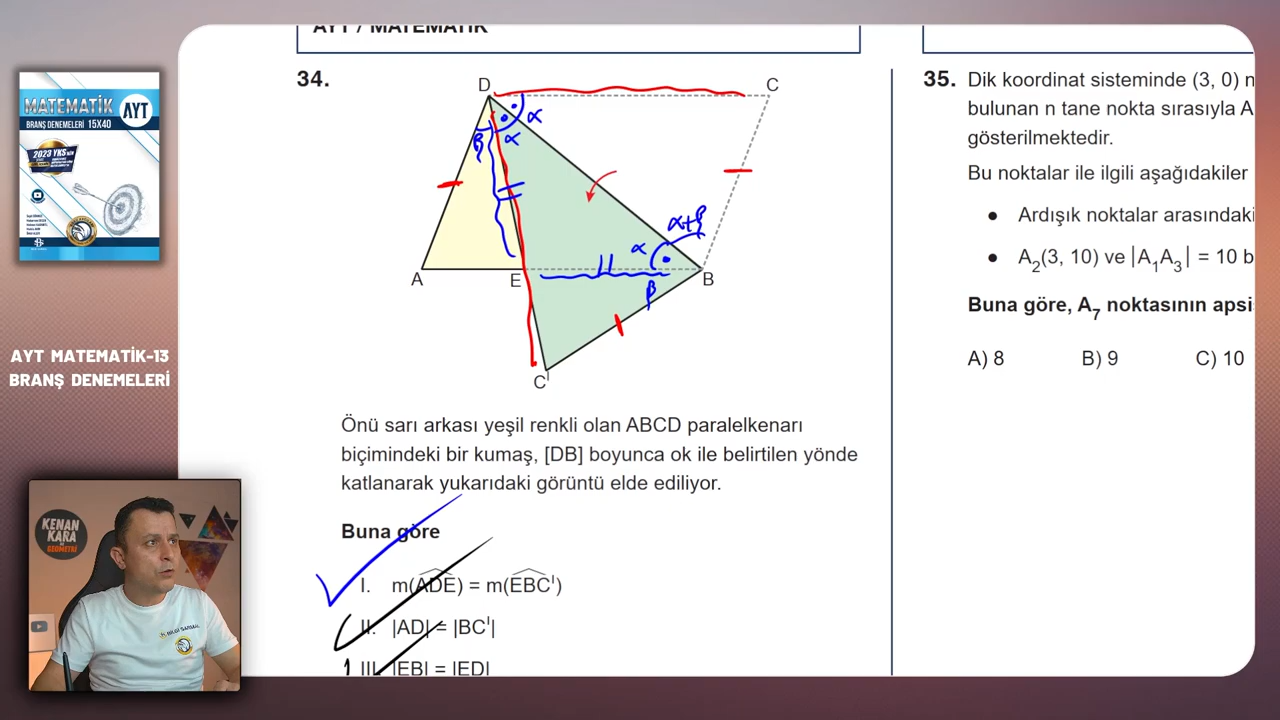 AYT / MATEMATİK
MATEMATİK AYT
BRANŞ DENEMELERİ 15X40
2023 YKS'NİN
AYT MATEMATİK-13
BRANŞ DENEMELERİ
KENAN
KARA
GEOMETRİ
34.
D
C
α
β
α
α+β
α
A
E
B
β
C'
Önü sarı arkası yeşil renkli olan ABCD paralelkenarı
biçimindeki bir kumaş, [DB] boyunca ok ile belirtilen yönde
katlanarak yukarıdaki görüntü elde ediliyor.
Buna göre
I. m(ADE) = m(EBC')
II. |AD| = |BC'|
III. |EB| = |ED|
35. Dik koordinat sisteminde (3, 0) n
bulunan n tane nokta sırasıyla A
gösterilmektedir.
Bu noktalar ile ilgili aşağıdakiler
● Ardışık noktalar arasındaki
● A₂(3, 10) ve |A₁A₃| = 10 b
Buna göre, A₇ noktasının apsi
A) 8 B) 9 C) 10